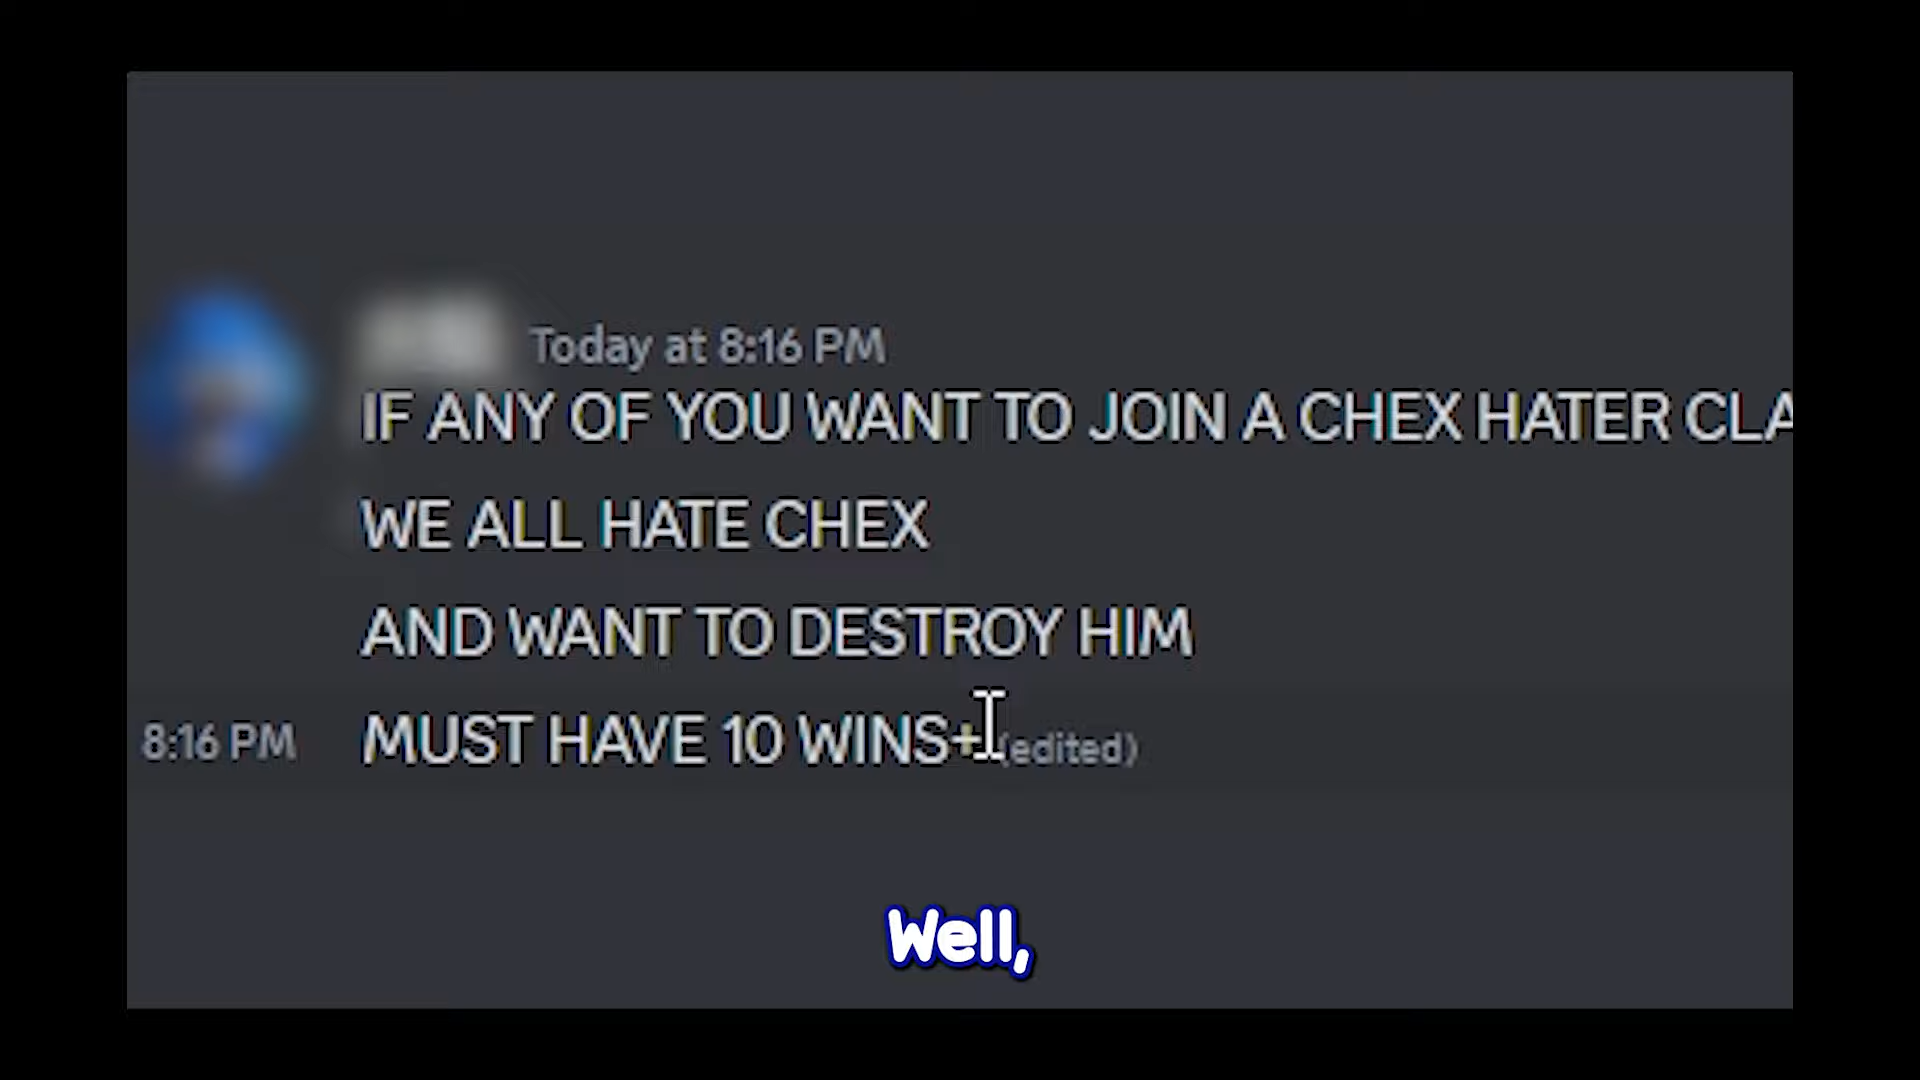 Today at 8:16 PM
IF ANY OF YOU WANT TO JOIN A CHEX HATER
WE ALL HATE CHEX
AND WANT TO DESTROY HIM
8:16 PM MUST HAVE 10 WINS+ (edited)
Well,